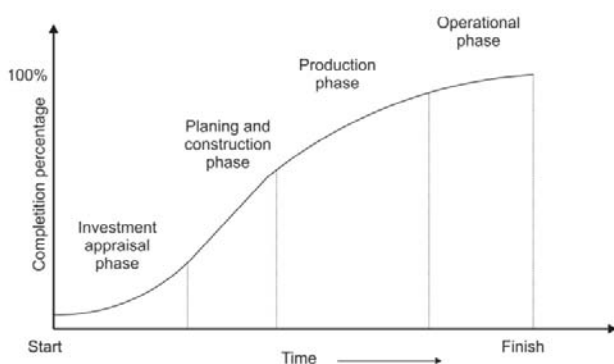 Operational
phase
Production
phase
100%
Planing and
construction
phase
Completition percentage
Investment
appraisal
phase
Start
Finish
Time